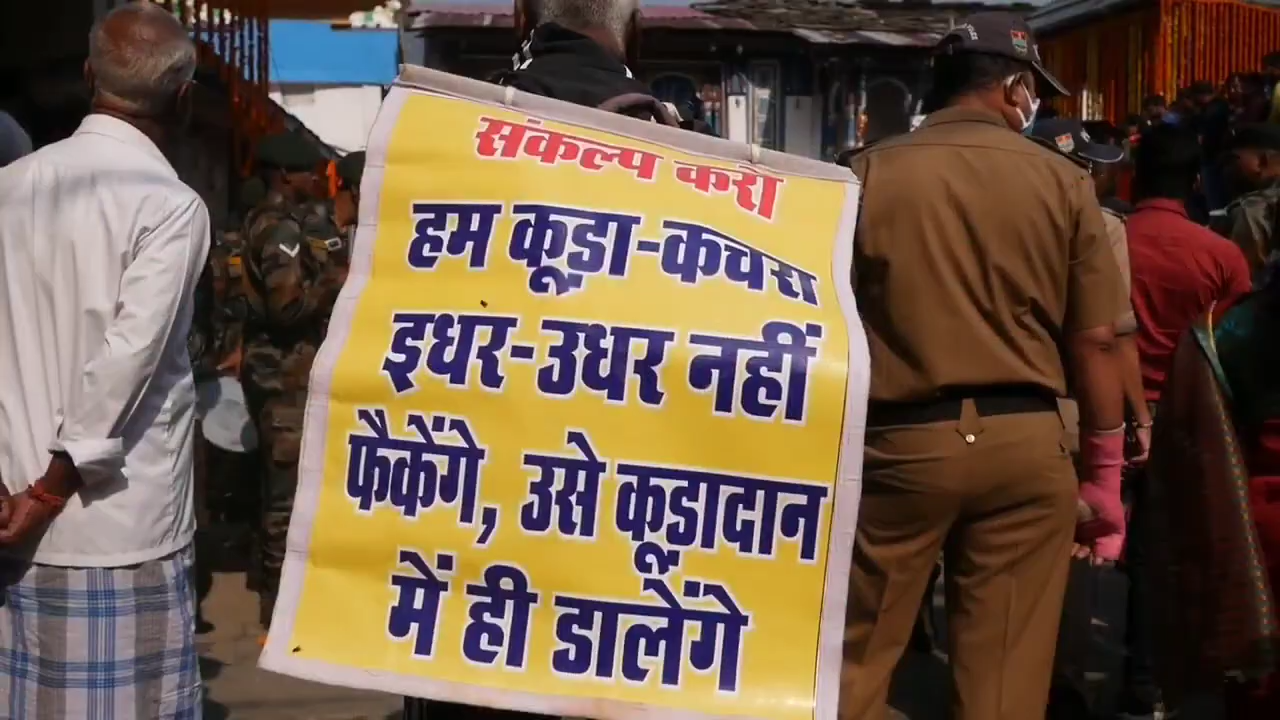 संकल्प करो
हम कूड़ा-कचरा
इधर-उधर नहीं
फैकेंगे, उसे कूड़ादान
में ही डालेंगे